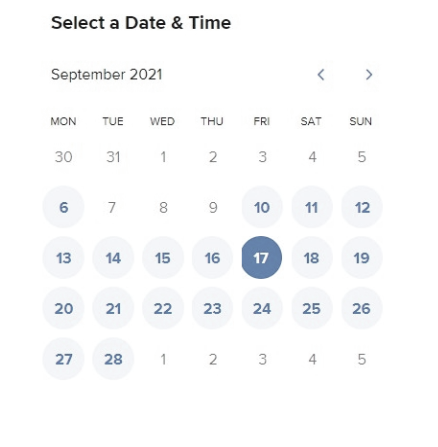 Select a Date & Time
September 2021
MON TUE WED THU FRI SAT SUN
30 31 1 2 3 4 5
6 7 8 9 10 11 12
13 14 15 16 17 18 19
20 21 22 23 24 25 26
27 28 1 2 3 4 5